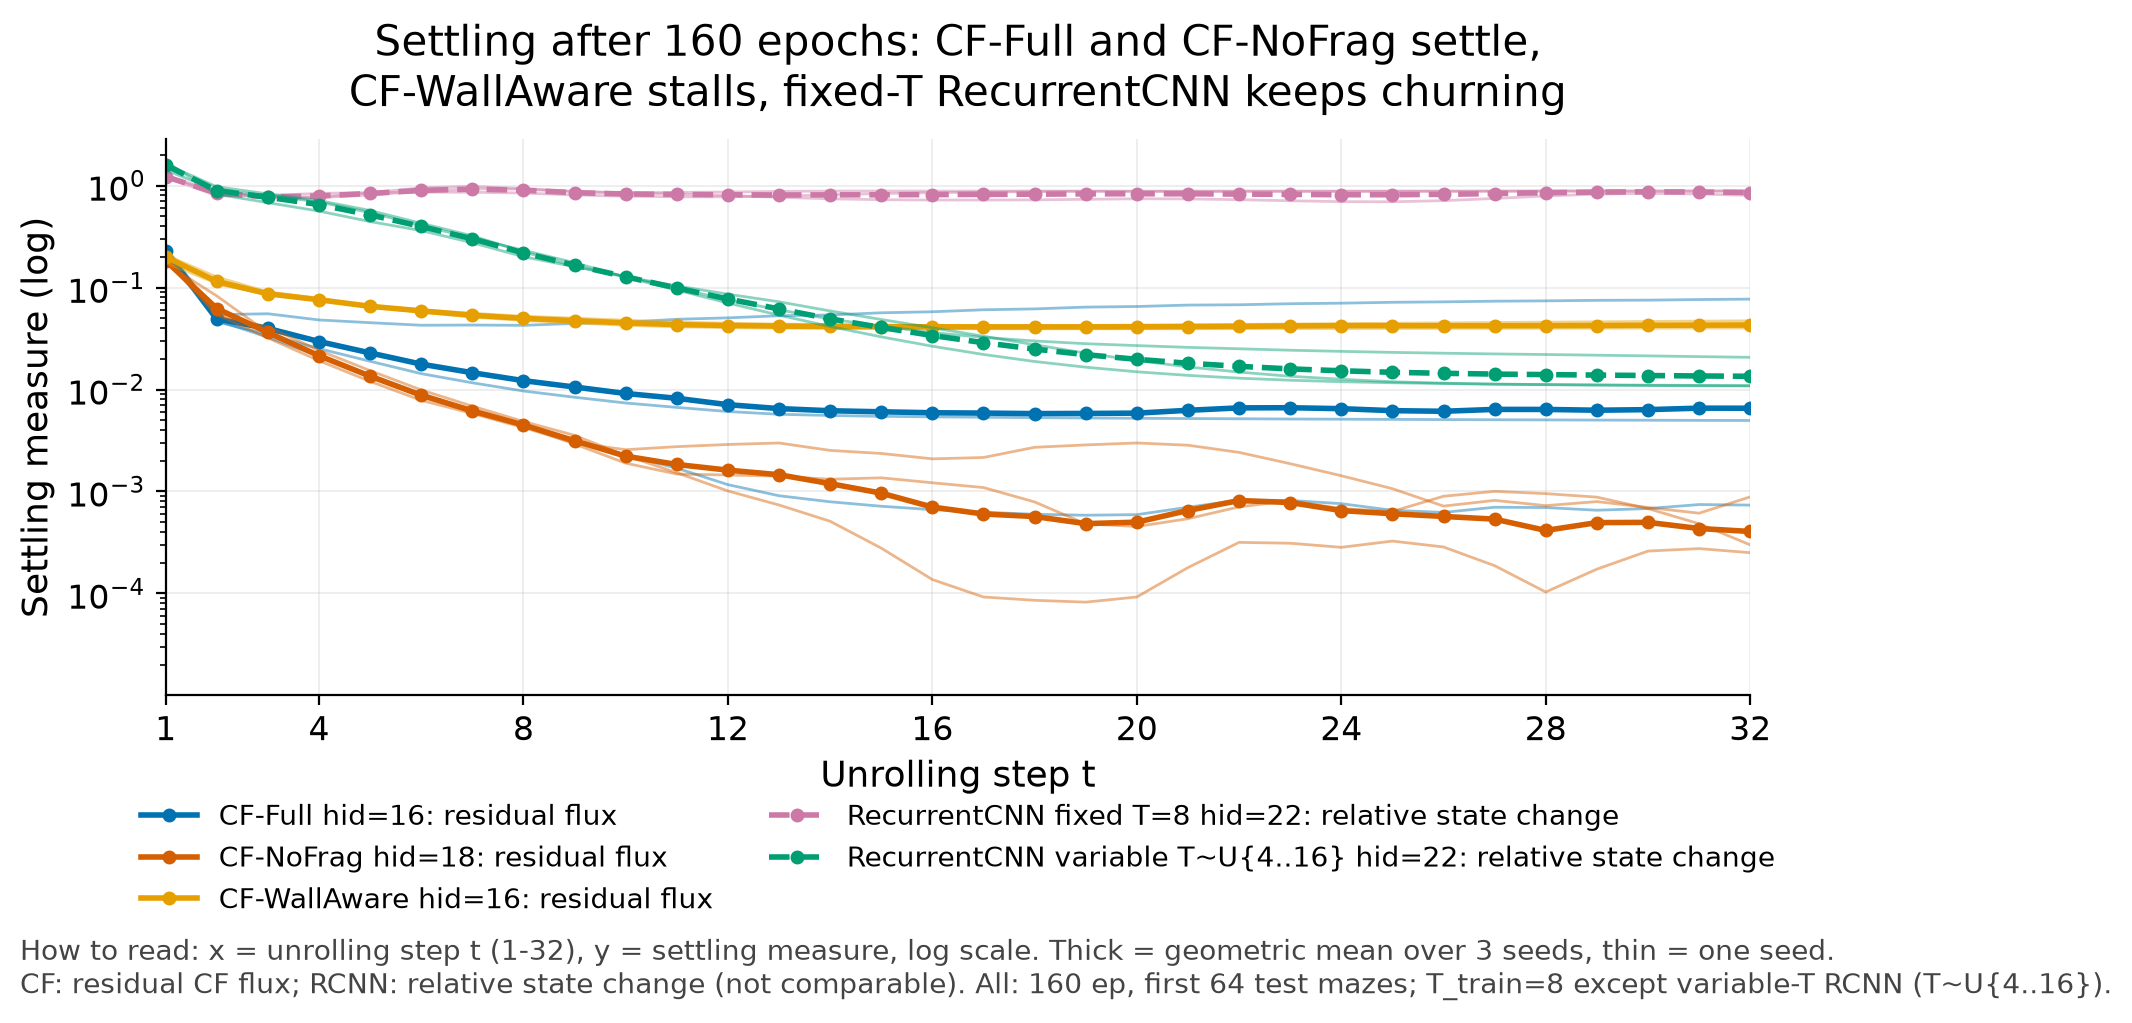 Settling after 160 epochs: CF-Full and CF-NoFrag settle,
CF-WallAware stalls, fixed-T RecurrentCNN keeps churning
Settling measure (log)
10⁰
10⁻¹
10⁻²
10⁻³
10⁻⁴
1 4 8 12 16 20 24 28 32
Unrolling step t
CF-Full hid=16: residual flux
CF-NoFrag hid=18: residual flux
CF-WallAware hid=16: residual flux
RecurrentCNN fixed T=8 hid=22: relative state change
RecurrentCNN variable T~U{4..16} hid=22: relative state change
How to read: x = unrolling step t (1-32), y = settling measure, log scale. Thick = geometric mean over 3 seeds, thin = one seed.
CF: residual CF flux; RCNN: relative state change (not comparable). All: 160 ep, first 64 test mazes; T_train=8 except variable-T RCNN (T~U{4..16}).